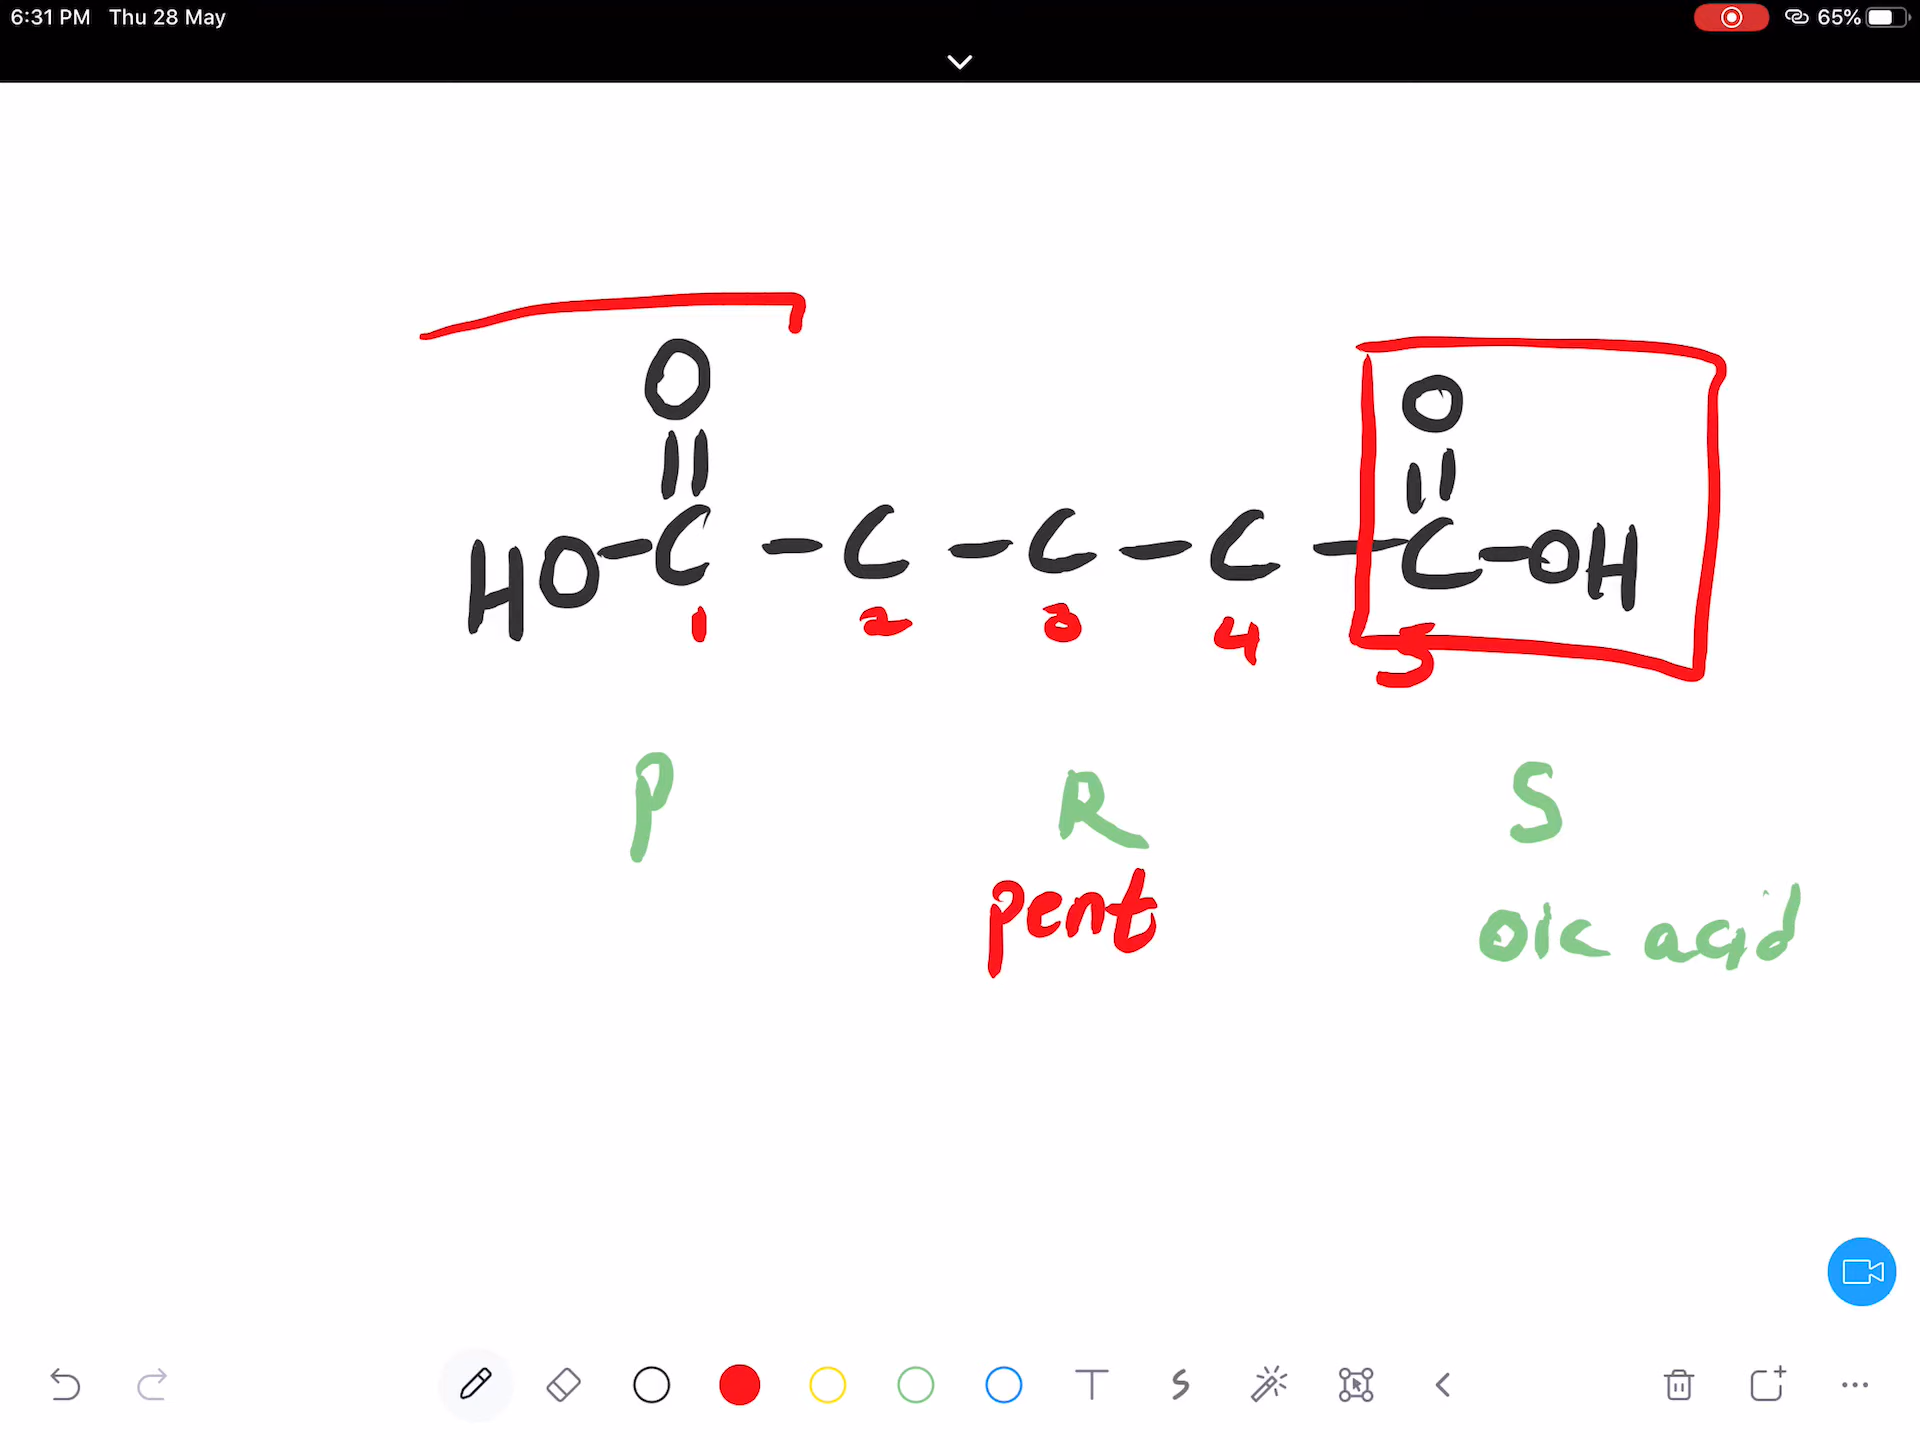 6:31 PM Thu 28 May 65%
O O
HO-C-C-C-C-C-OH
1 2 3 4 5
P R S
pent oic acid
T